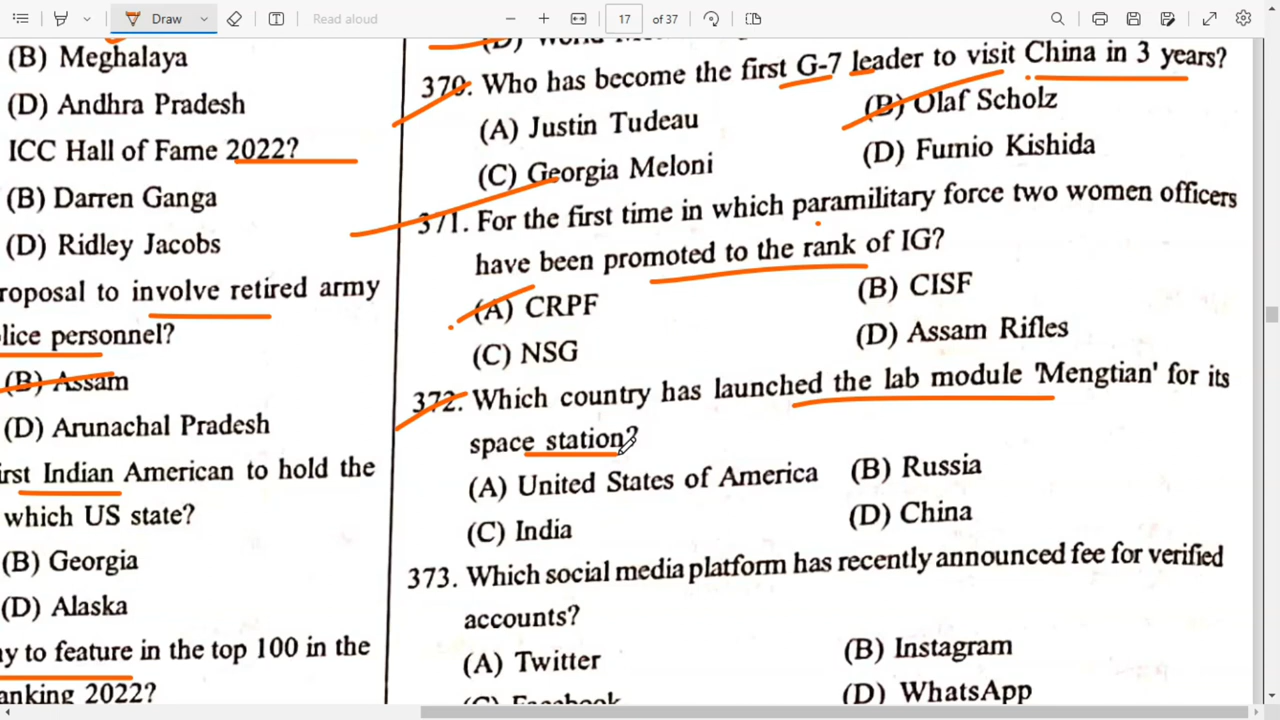 Draw
Read aloud
17 of 37
(B) Meghalaya
(D) Andhra Pradesh
ICC Hall of Fame 2022?
(B) Darren Ganga
(D) Ridley Jacobs
roposal to involve retired army
lice personnel?
(B) Assam
(D) Arunachal Pradesh
rst Indian American to hold the
which US state?
(B) Georgia
(D) Alaska
ny to feature in the top 100 in the
anking 2022?
370. Who has become the first G-7 leader to visit China in 3 years?
(A) Justin Tudeau
(B) Olaf Scholz
(C) Georgia Meloni
(D) Fumio Kishida
371. For the first time in which paramilitary force two women officers
have been promoted to the rank of IG?
(A) CRPF
(B) CISF
(C) NSG
(D) Assam Rifles
372. Which country has launched the lab module 'Mengtian' for its
space station?
(A) United States of America
(B) Russia
(C) India
(D) China
373. Which social media platform has recently announced fee for verified
accounts?
(A) Twitter
(B) Instagram
(C) Facebook
(D) WhatsApp